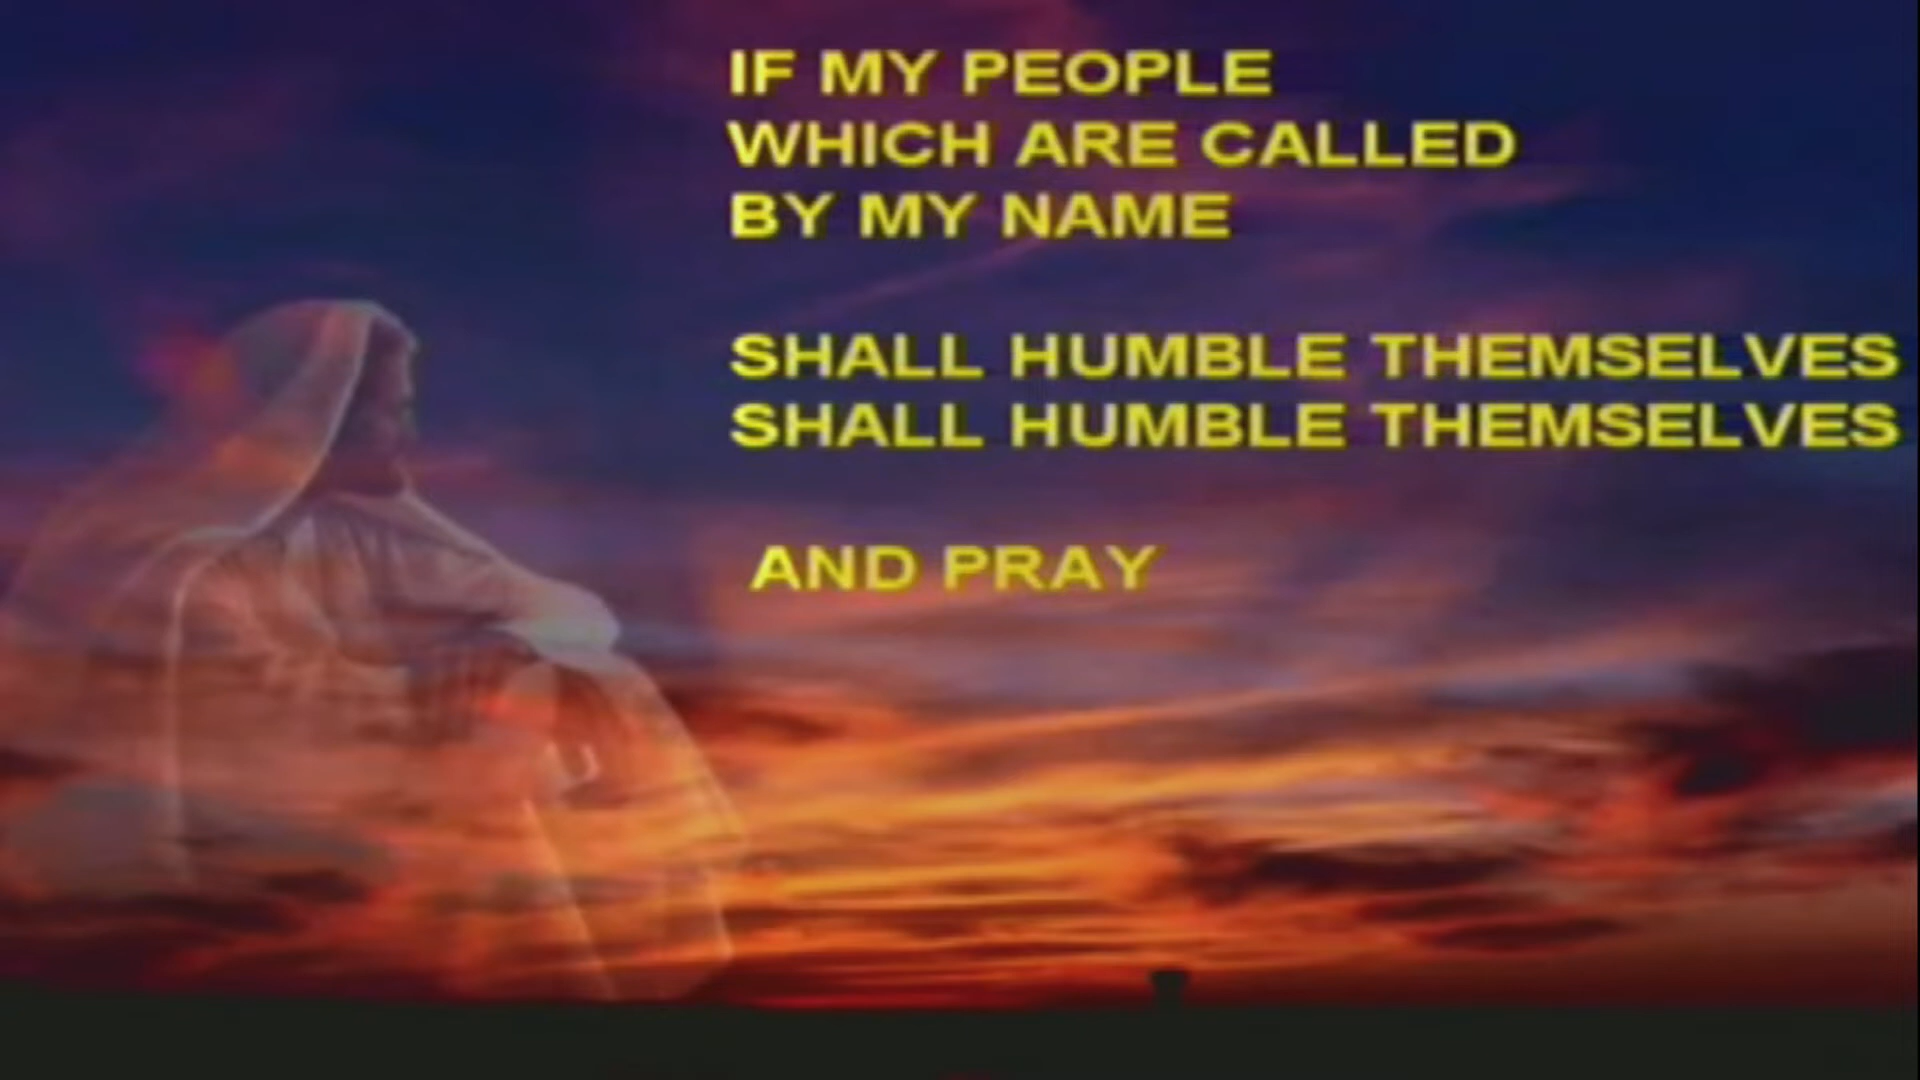 IF MY PEOPLE
WHICH ARE CALLED
BY MY NAME
SHALL HUMBLE THEMSELVES
SHALL HUMBLE THEMSELVES
AND PRAY